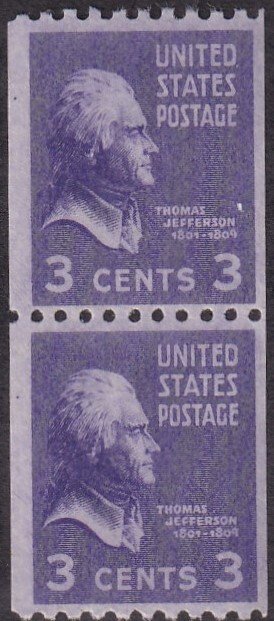 UNITED
STATES
POSTAGE
THOMAS
JEFFERSON
1801-1809
3 CENTS 3
UNITED
STATES
POSTAGE
THOMAS
JEFFERSON
1801-1809
3 CENTS 3